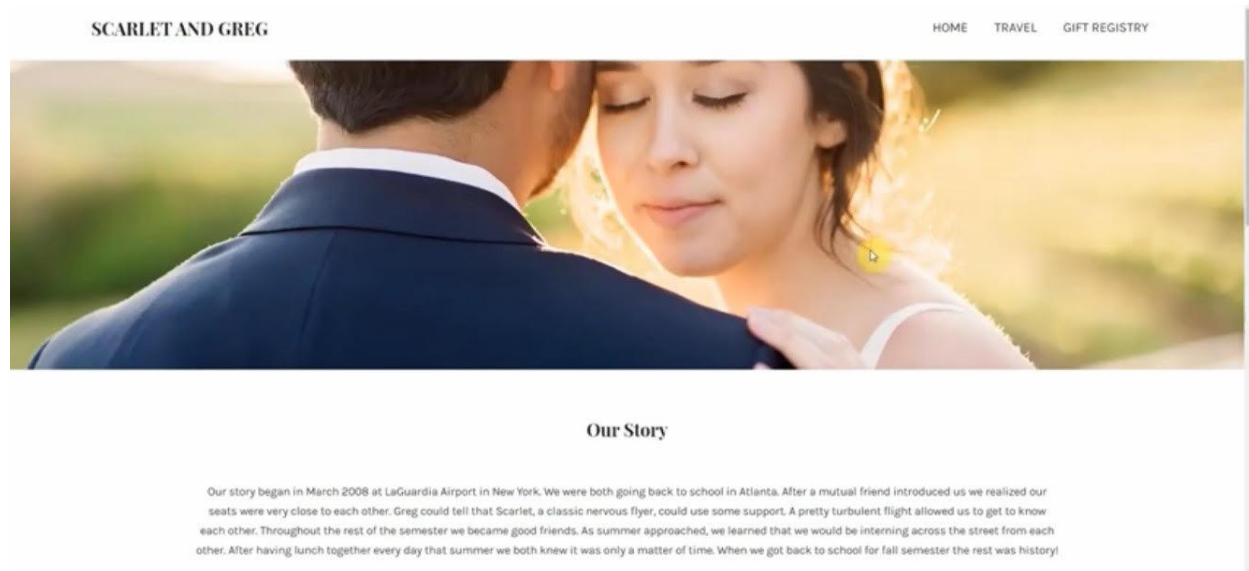 SCARLET AND GREG
HOME TRAVEL GIFT REGISTRY
Our Story
Our story began in March 2008 at LaGuardia Airport in New York. We were both going back to school in Atlanta. After a mutual friend introduced us we realized our
seats were very close to each other. Greg could tell that Scarlet, a classic nervous flyer, could use some support. A pretty turbulent flight allowed us to get to know
each other. Throughout the rest of the semester we became good friends. As summer approached, we learned that we would be interning across the street from each
other. After having lunch together every day that summer we both knew it was only a matter of time. When we got back to school for fall semester the rest was history!